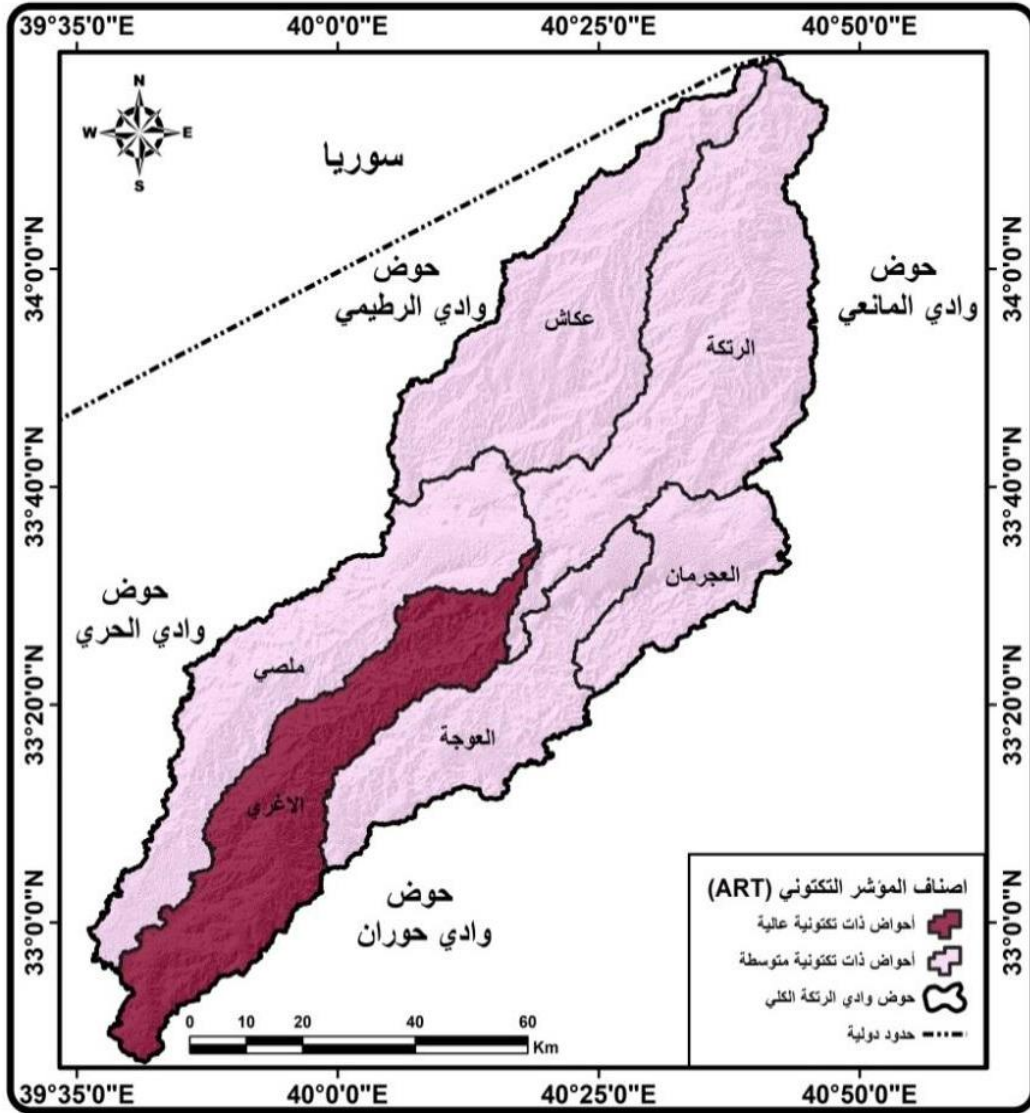 39°35'0"E 40°0'0"E 40°25'0"E 40°50'0"E
N
W E
S
سوريا
34°0'0"N
34°0'0"N
حوض
وادي الرطيمي
حوض
وادي المانعي
عكاش
الرتكة
33°40'0"N
33°40'0"N
العجرمان
حوض
وادي الحري
ملصي
33°20'0"N
33°20'0"N
العوجة
الاغري
حوض
وادي حوران
33°0'0"N
33°0'0"N
اصناف المؤشر التكتوني (ART)
أحواض ذات تكتونية عالية
أحواض ذات تكتونية متوسطة
حوض وادي الرتكة الكلي
حدود دولية
0 10 20 40 60
Km
39°35'0"E 40°0'0"E 40°25'0"E 40°50'0"E